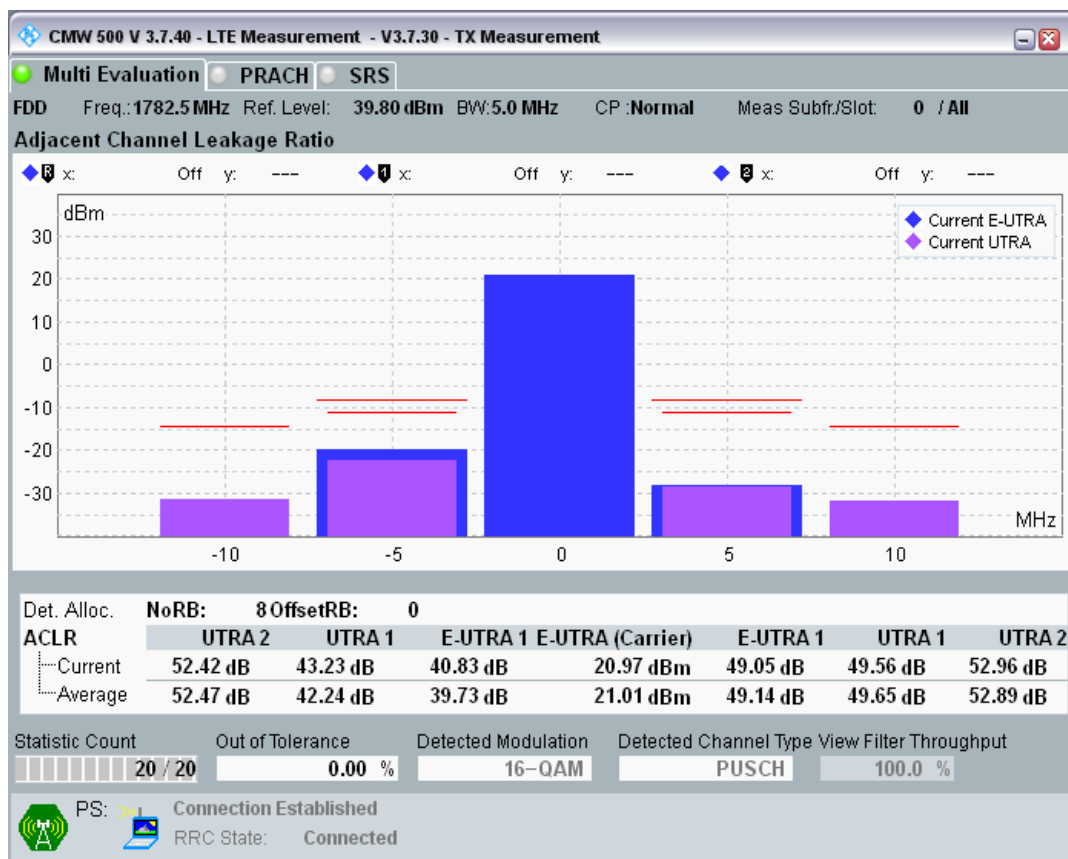 CMW 500 V 3.7.40 - LTE Measurement - V3.7.30 - TX Measurement
Multi Evaluation PRACH SRS
FDD Freq.: 1782.5 MHz Ref. Level: 39.80 dBm BW: 5.0 MHz CP : Normal Meas Subfr./Slot: 0 / All
Adjacent Channel Leakage Ratio
R x: Off y: --- 1 x: Off y: --- 2 x: Off y: ---
dBm
Current E-UTRA
Current UTRA
30
20
10
0
-10
-20
-30
MHz
-10 -5 0 5 10
Det. Alloc. NoRB: 8 OffsetRB: 0
ACLR UTRA 2 UTRA 1 E-UTRA 1 E-UTRA (Carrier) E-UTRA 1 UTRA 1 UTRA 2
Current 52.42 dB 43.23 dB 40.83 dB 20.97 dBm 49.05 dB 49.56 dB 52.96 dB
Average 52.47 dB 42.24 dB 39.73 dB 21.01 dBm 49.14 dB 49.65 dB 52.89 dB
Statistic Count Out of Tolerance Detected Modulation Detected Channel Type View Filter Throughput
20 / 20 0.00 % 16-QAM PUSCH 100.0 %
PS: Connection Established
RRC State: Connected